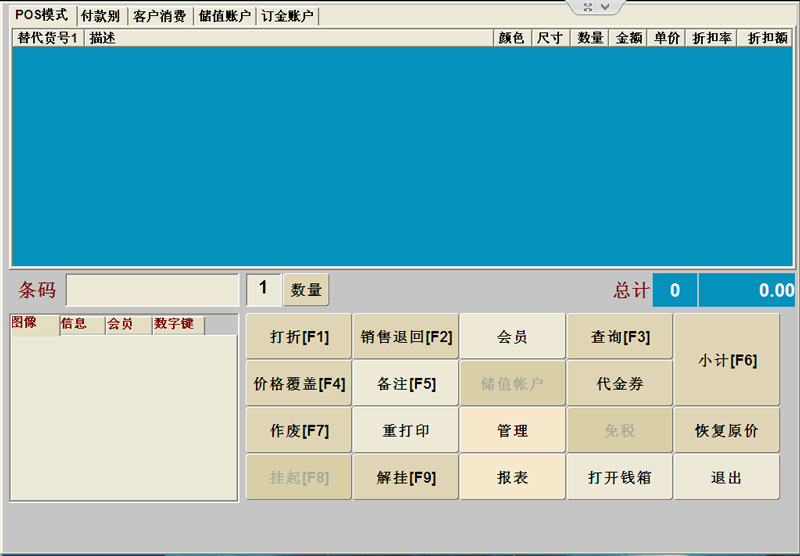 POS模式 付款别 客户消费 储值账户 订金账户
替代货号1 描述 颜色 尺寸 数量 金额 单价 折扣率 折扣额
条码 1 数量 总计 0 0.00
图像 信息 会员 数字键
打折[F1] 销售退回[F2] 会员 查询[F3] 小计[F6]
价格覆盖[F4] 备注[F5] 储值帐户 代金券
作废[F7] 重打印 管理 免税 恢复原价
挂起[F8] 解挂[F9] 报表 打开钱箱 退出